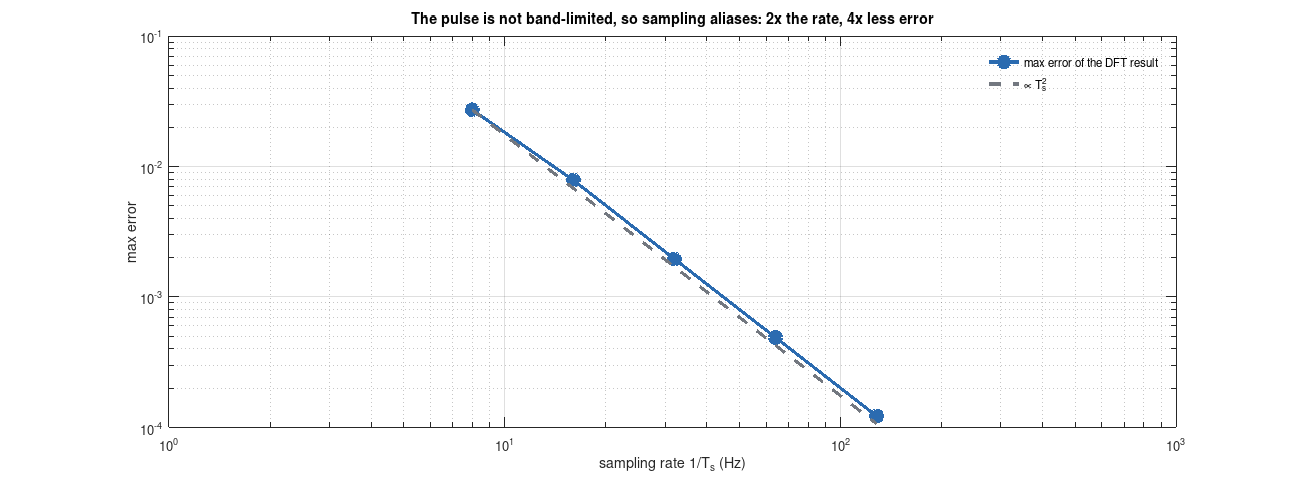 The pulse is not band-limited, so sampling aliases: 2x the rate, 4x less error
max error of the DFT result
∝ T_s^2
10^-1
10^-2
10^-3
10^-4
max error
10^0 10^1 10^2 10^3
sampling rate 1/T_s (Hz)